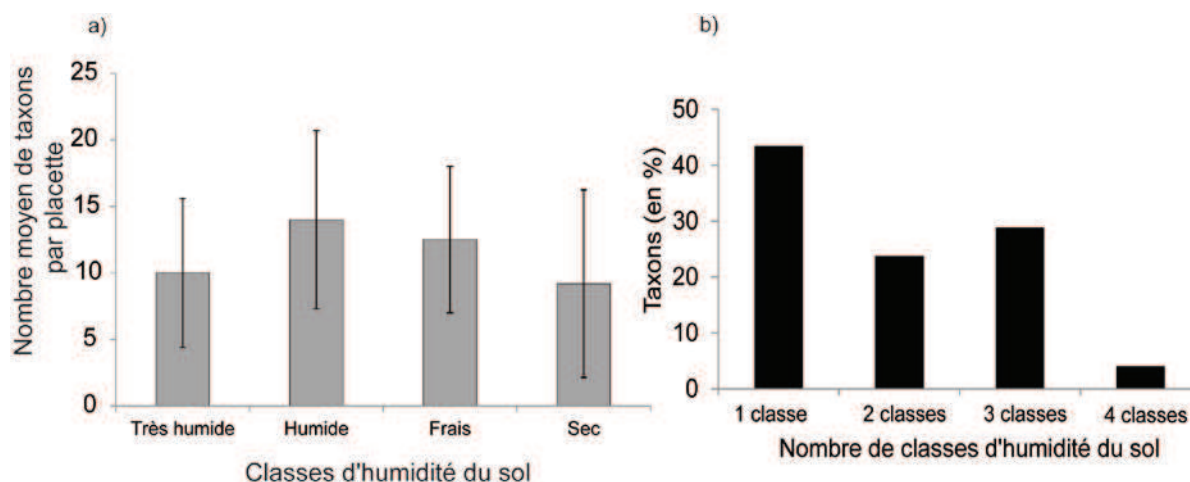 a)
Nombre moyen de taxons
par placette
25
20
15
10
5
0
Très humide
Humide
Frais
Sec
Classes d'humidité du sol
b)
Taxons (en %)
50
40
30
20
10
0
1 classe
2 classes
3 classes
4 classes
Nombre de classes d'humidité du sol